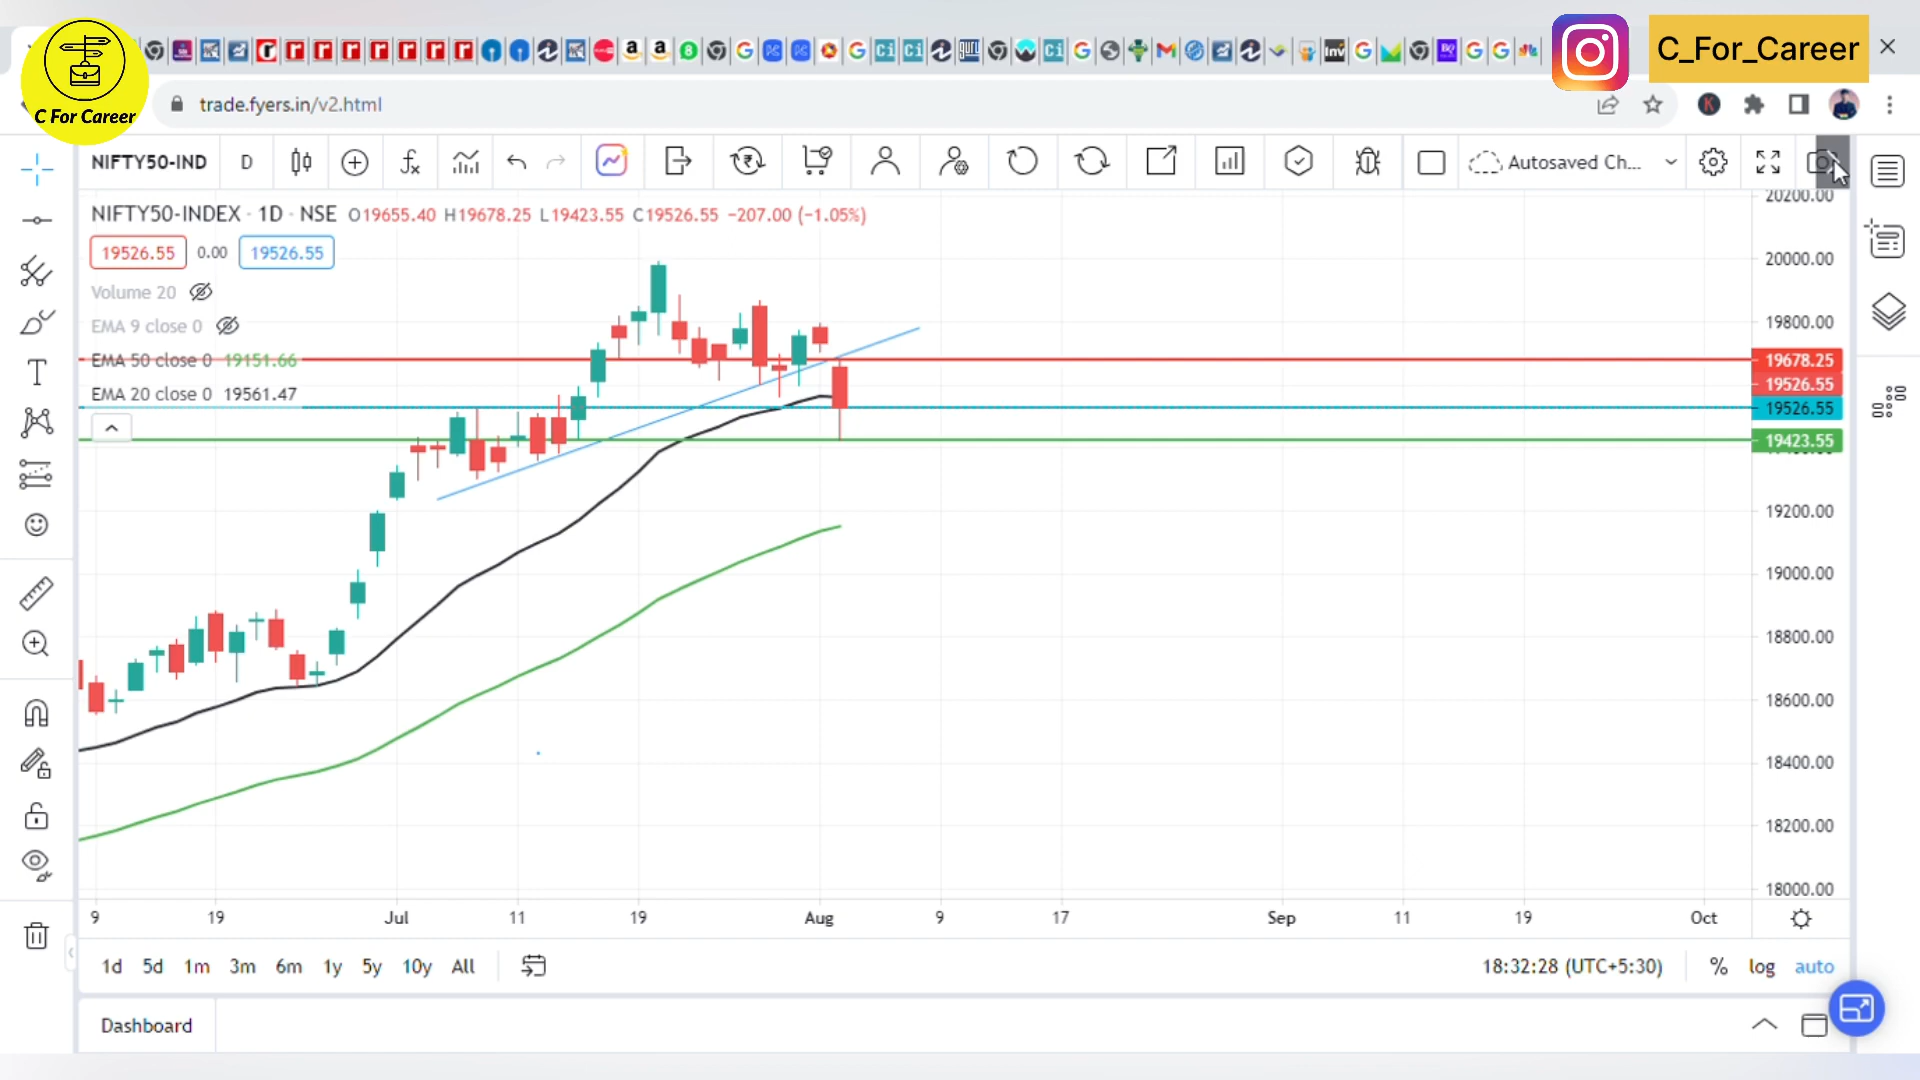 C_For_Career
C For Career
trade.fyers.in/v2.html
NIFTY50-IND D Autosaved Ch...
NIFTY50-INDEX · 1D · NSE O19655.40 H19678.25 L19423.55 C19526.55 −207.00 (−1.05%)
19526.55 0.00 19526.55
Volume 20
EMA 9 close 0
EMA 50 close 0 19151.66
EMA 20 close 0 19561.47
20200.00
20000.00
19800.00
19678.25
19526.55
19526.55
19423.55
19200.00
19000.00
18800.00
18600.00
18400.00
18200.00
18000.00
9 19 Jul 11 19 Aug 9 17 Sep 11 19 Oct
1d 5d 1m 3m 6m 1y 5y 10y All 18:32:28 (UTC+5:30) % log auto
Dashboard